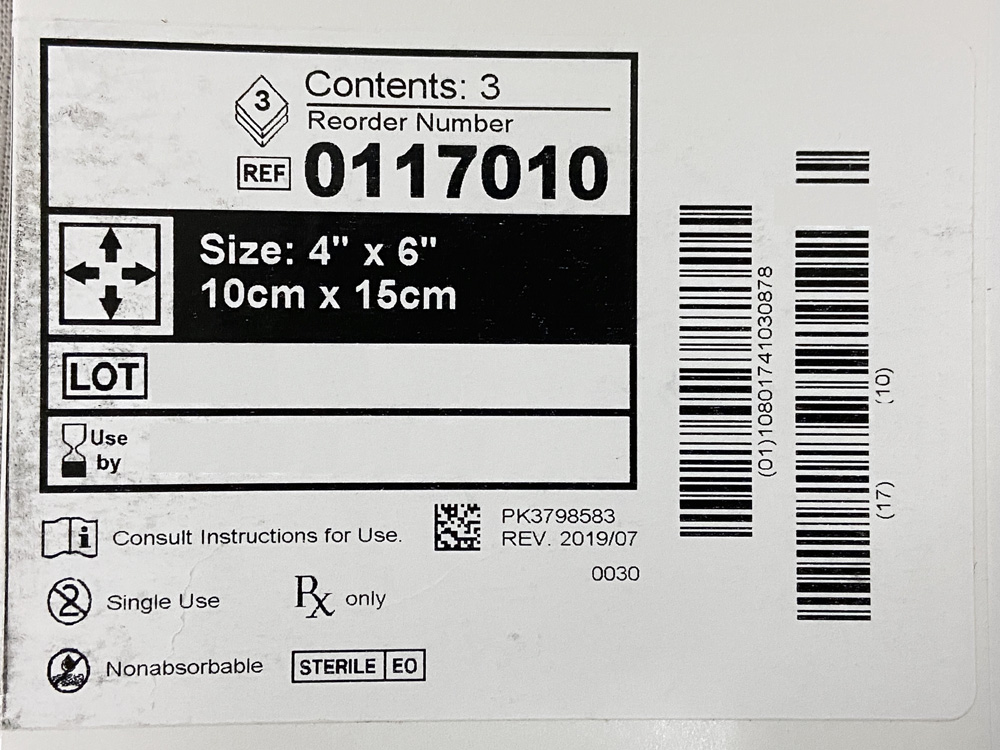 3
Contents: 3
Reorder Number
REF 0117010
Size: 4" x 6"
10cm x 15cm
LOT
Use
by
Consult Instructions for Use.
PK3798583
REV. 2019/07
0030
2 Single Use
Rx only
Nonabsorbable
STERILE EO
(01)10801741030878
(17)
(10)